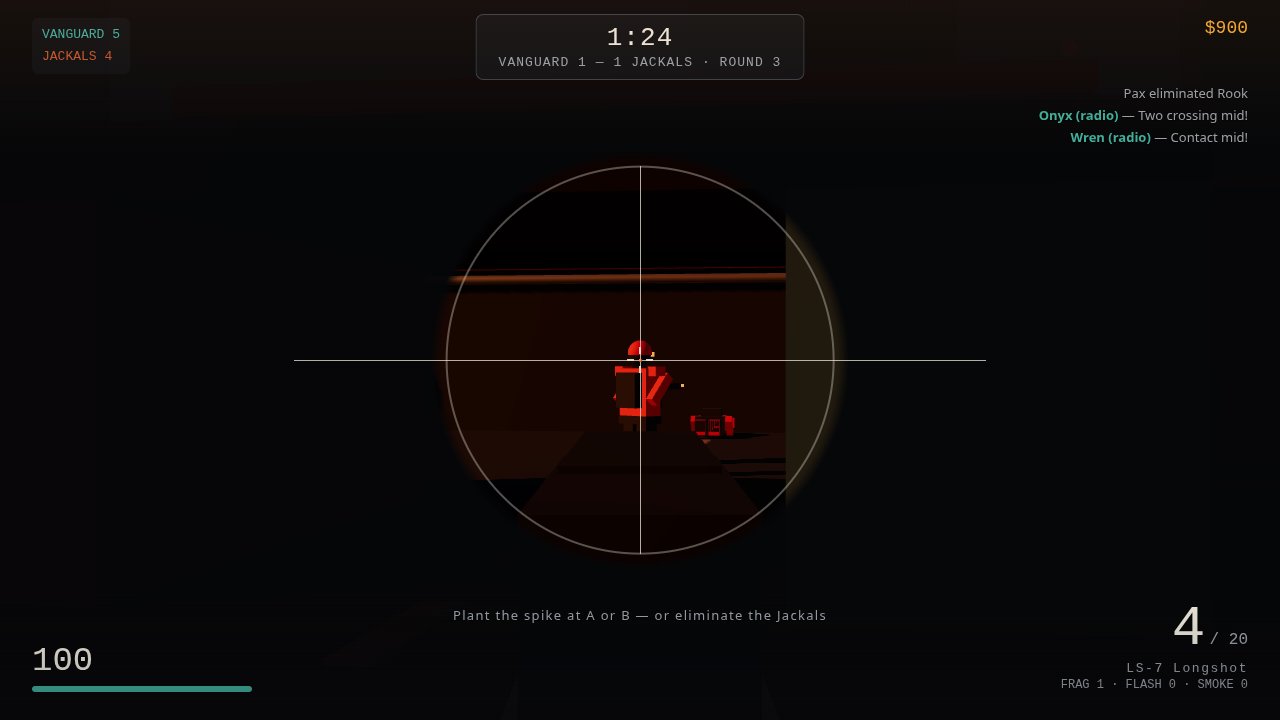 VANGUARD 5
JACKALS 4
1:24
VANGUARD 1 — 1 JACKALS · ROUND 3
$900
Pax eliminated Rook
Onyx (radio) — Two crossing mid!
Wren (radio) — Contact mid!
Plant the spike at A or B — or eliminate the Jackals
100
4 / 20
LS-7 Longshot
FRAG 1 · FLASH 0 · SMOKE 0